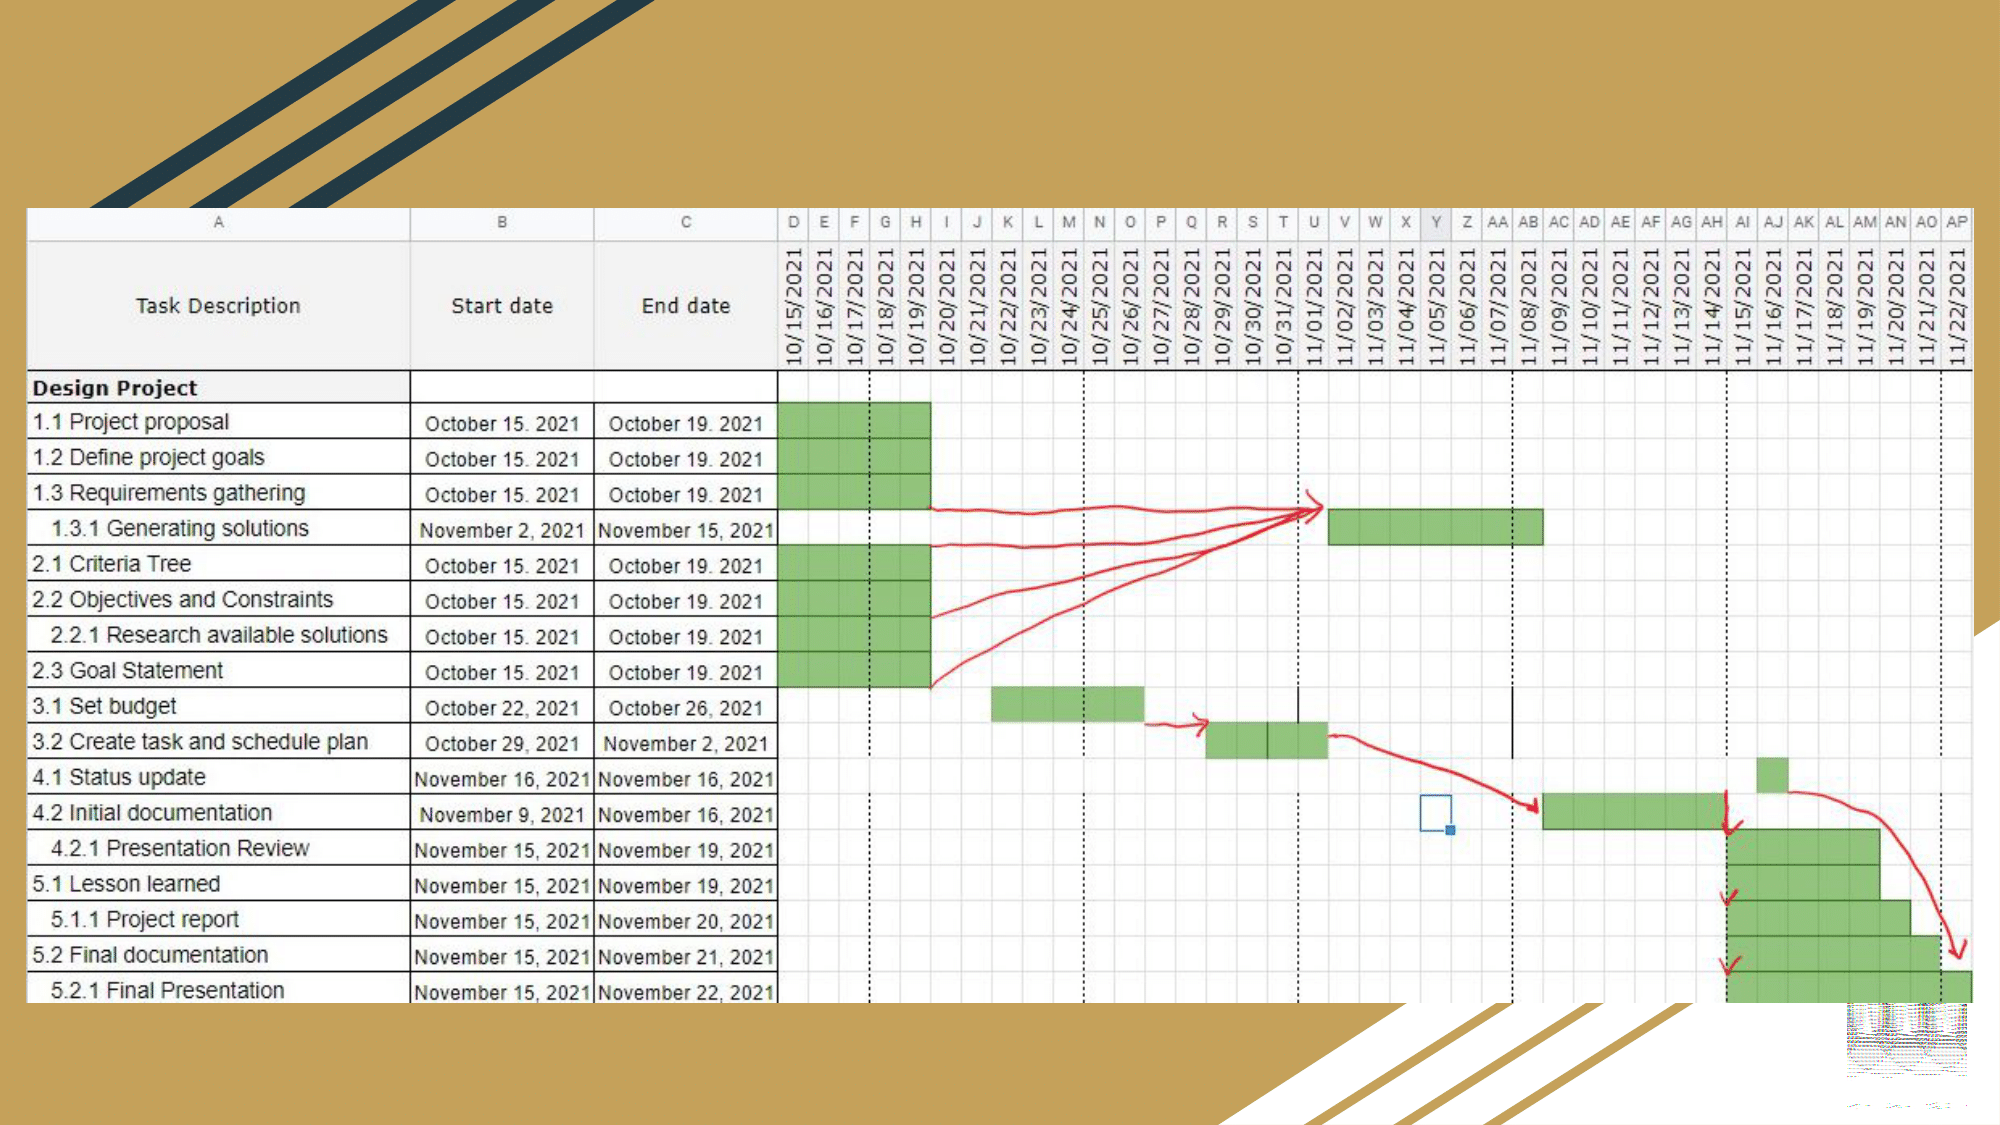 A B C D E F G H I J K L M N O P Q R S T U V W X Y Z AA AB AC AD AE AF AG AH AI AJ AK AL AM AN AO AP
Task Description Start date End date 10/15/2021 10/16/2021 10/17/2021 10/18/2021 10/19/2021 10/20/2021 10/21/2021 10/22/2021 10/23/2021 10/24/2021 10/25/2021 10/26/2021 10/27/2021 10/28/2021 10/29/2021 10/30/2021 10/31/2021 11/01/2021 11/02/2021 11/03/2021 11/04/2021 11/05/2021 11/06/2021 11/07/2021 11/08/2021 11/09/2021 11/10/2021 11/11/2021 11/12/2021 11/13/2021 11/14/2021 11/15/2021 11/16/2021 11/17/2021 11/18/2021 11/19/2021 11/20/2021 11/21/2021 11/22/2021
Design Project
1.1 Project proposal October 15. 2021 October 19. 2021
1.2 Define project goals October 15. 2021 October 19. 2021
1.3 Requirements gathering October 15. 2021 October 19. 2021
1.3.1 Generating solutions November 2, 2021 November 15, 2021
2.1 Criteria Tree October 15. 2021 October 19. 2021
2.2 Objectives and Constraints October 15. 2021 October 19. 2021
2.2.1 Research available solutions October 15. 2021 October 19. 2021
2.3 Goal Statement October 15. 2021 October 19. 2021
3.1 Set budget October 22, 2021 October 26, 2021
3.2 Create task and schedule plan October 29, 2021 November 2, 2021
4.1 Status update November 16, 2021 November 16, 2021
4.2 Initial documentation November 9, 2021 November 16, 2021
4.2.1 Presentation Review November 15, 2021 November 19, 2021
5.1 Lesson learned November 15, 2021 November 19, 2021
5.1.1 Project report November 15, 2021 November 20, 2021
5.2 Final documentation November 15, 2021 November 21, 2021
5.2.1 Final Presentation November 15, 2021 November 22, 2021